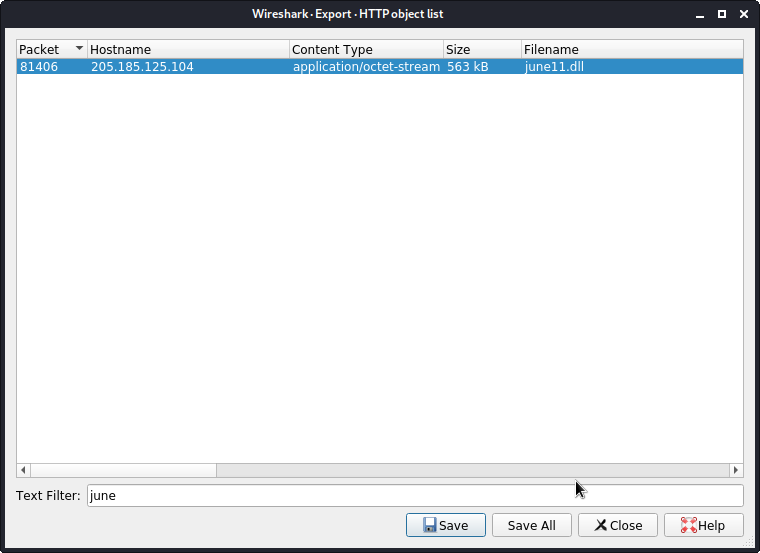 Wireshark · Export · HTTP object list
Packet Hostname Content Type Size Filename
81406 205.185.125.104 application/octet-stream 563 kB june11.dll
Text Filter: june
Save Save All Close Help